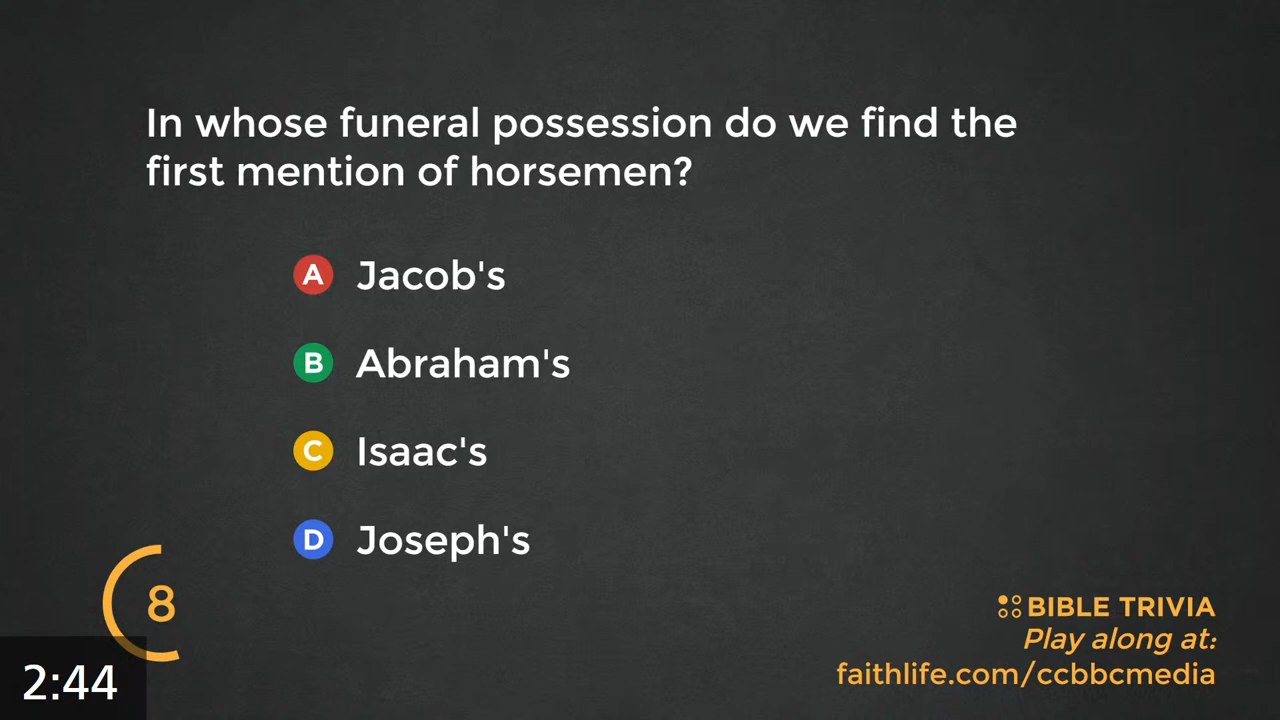 In whose funeral possession do we find the
first mention of horsemen?
A Jacob's
B Abraham's
C Isaac's
D Joseph's
8
2:44
BIBLE TRIVIA
Play along at:
faithlife.com/ccbbcmedia